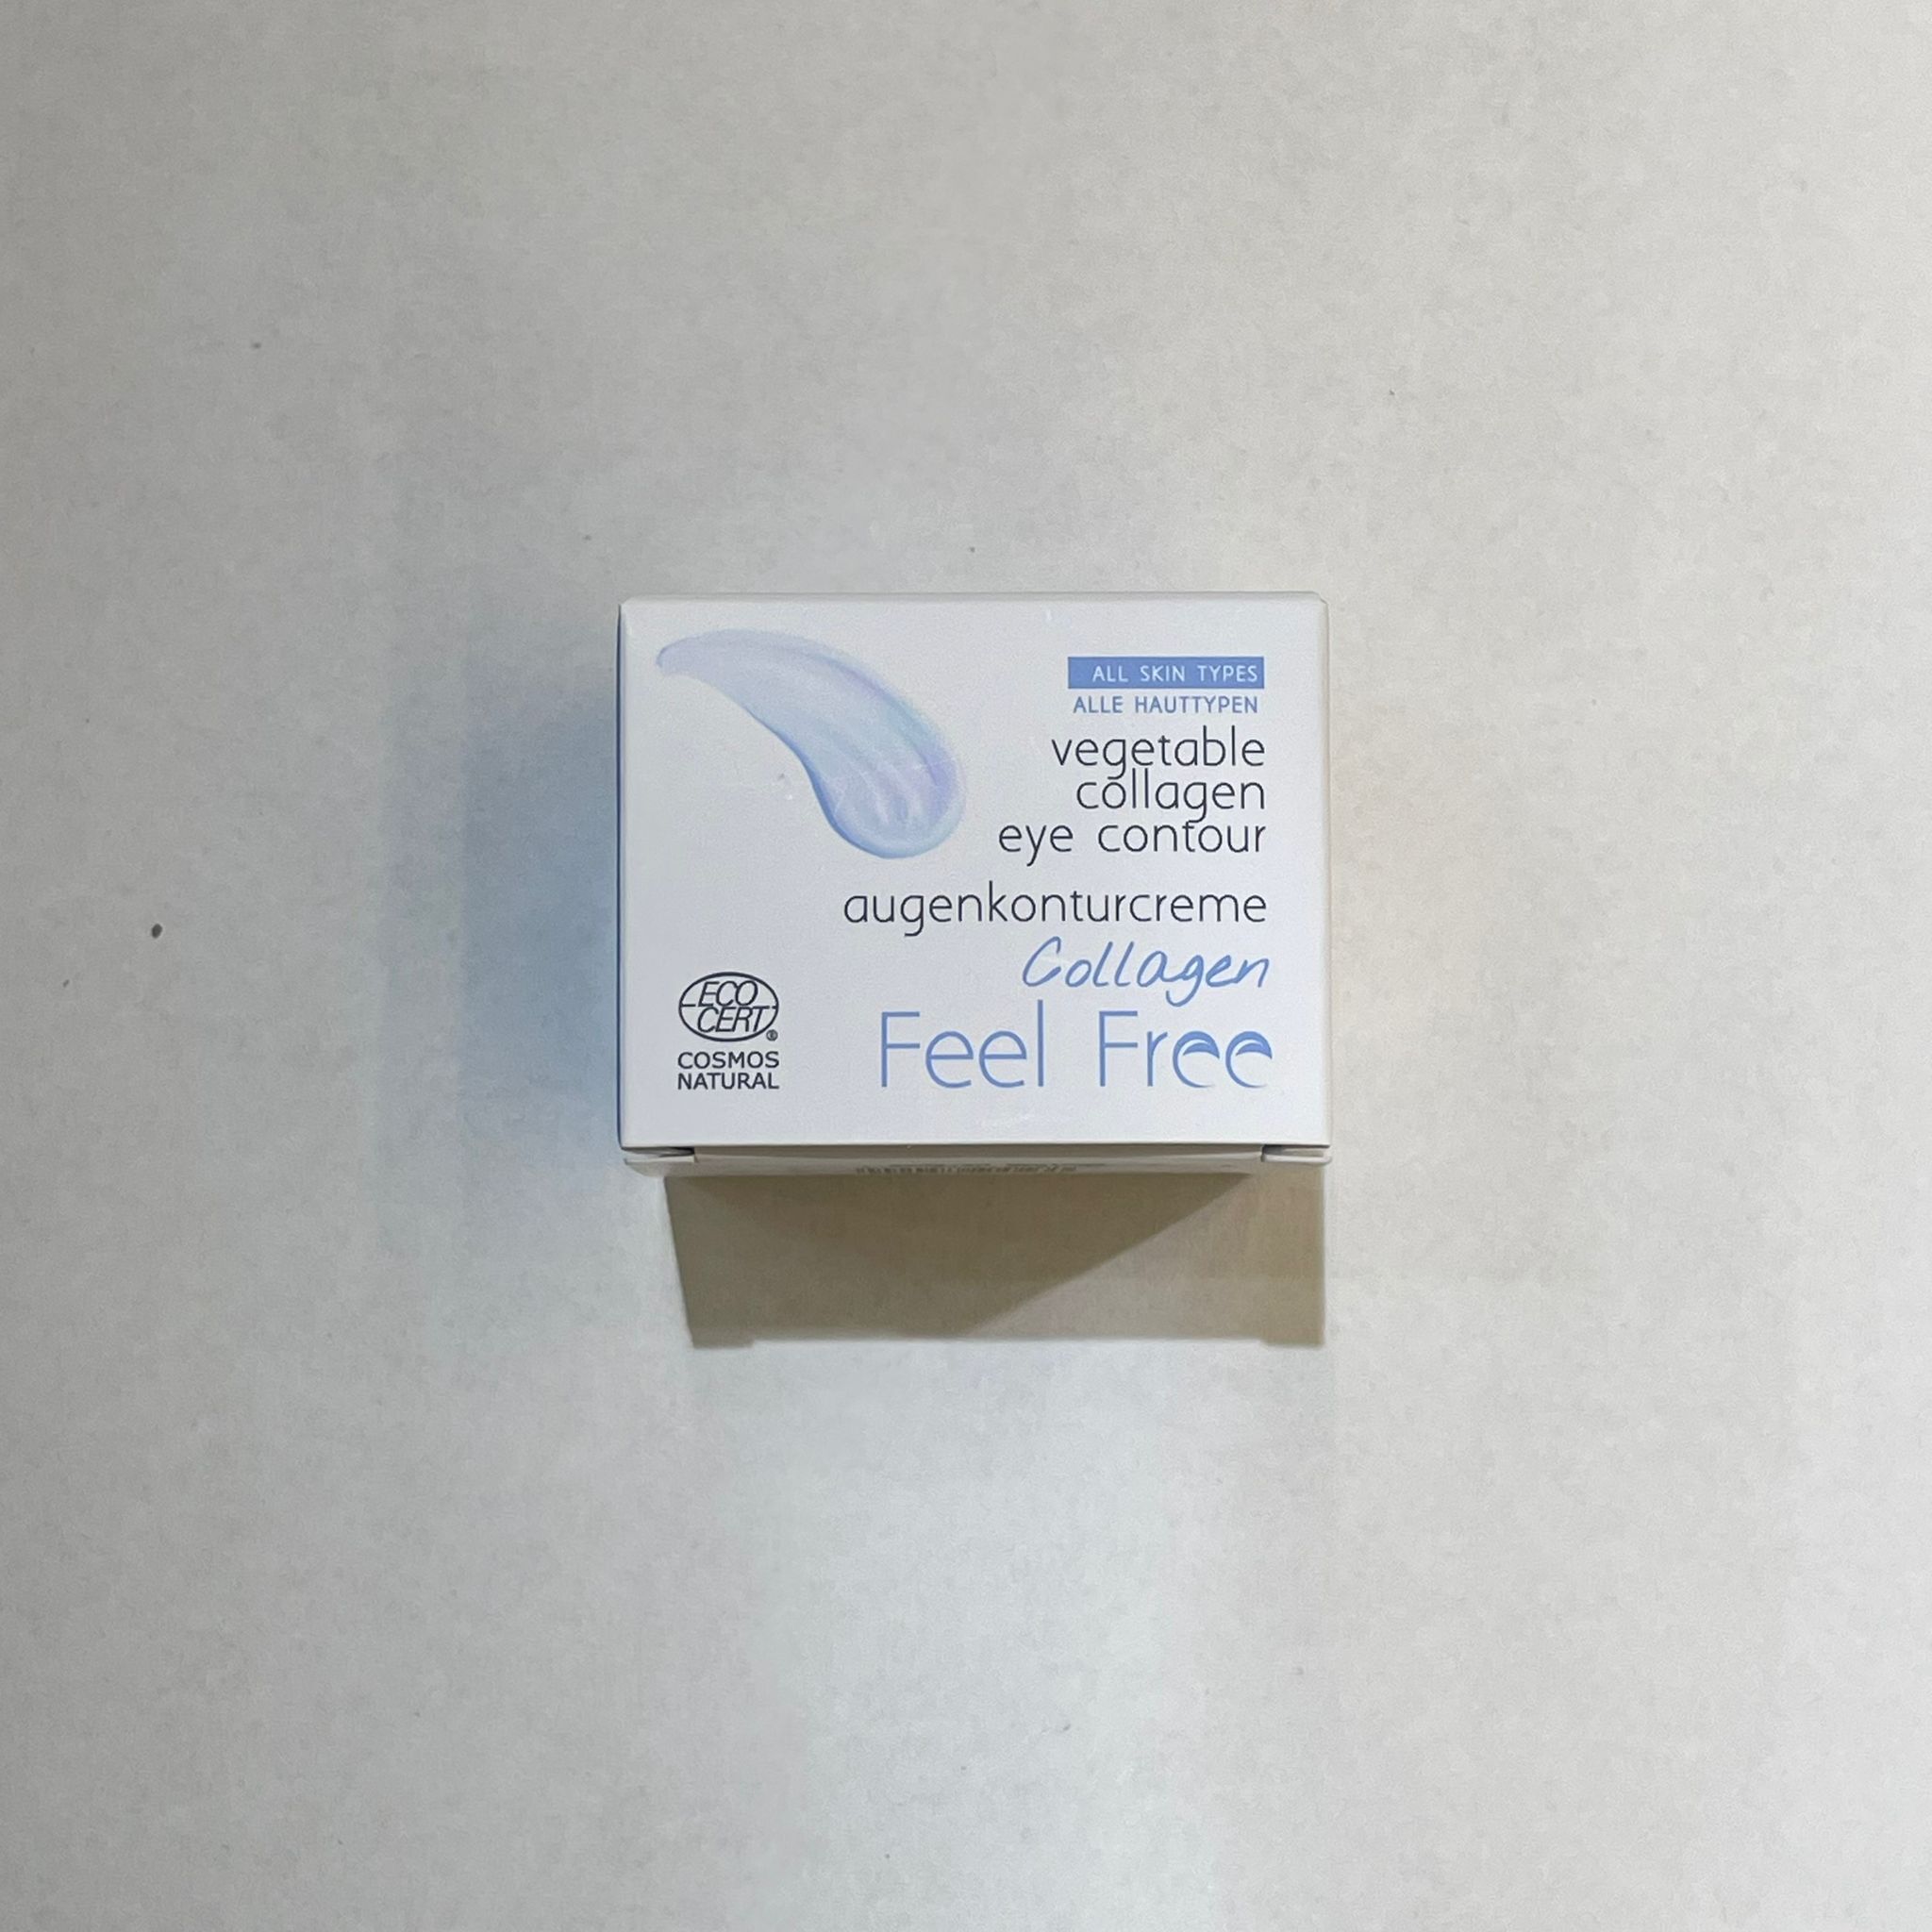 ALL SKIN TYPES
ALLE HAUTTYPEN
vegetable
collagen
eye contour
augenkonturcreme
Collagen
Feel Free
ECO
CERT®
COSMOS
NATURAL